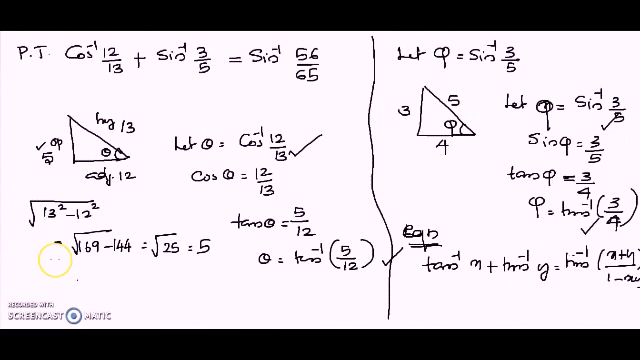 P.T. Cos⁻¹ 12/13 + Sin⁻¹ 3/5 = Sin⁻¹ 56/65
hy 13
op 5
θ
adj. 12
√13² – 12²
= √169 – 144 = √25 = 5
Let θ = Cos⁻¹ 12/13
Cos θ = 12/13
tan θ = 5/12
θ = tan⁻¹ (5/12)
Let φ = Sin⁻¹ 3/5
3
5
φ
4
Let φ = Sin⁻¹ 3/5
Sin φ = 3/5
tan φ = 3/4
φ = tan⁻¹ (3/4)
tan⁻¹ x + tan⁻¹ y = tan⁻¹ (x+y/1–xy
RECORDED WITH
SCREENCAST MATIC